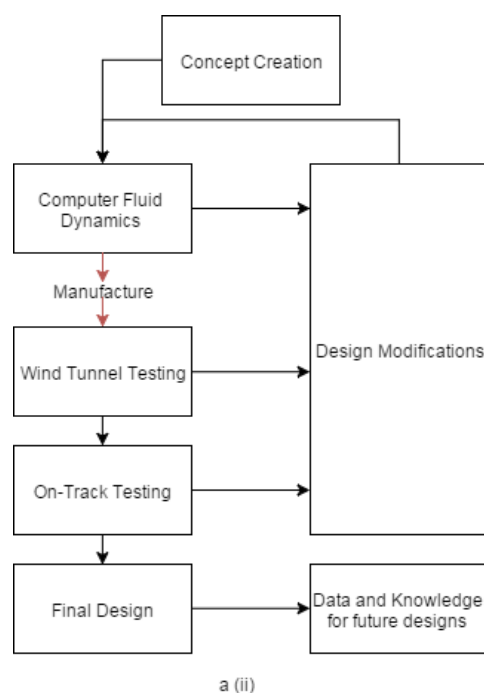 Concept Creation
Computer Fluid
Dynamics
Manufacture
Wind Tunnel Testing
Design Modifications
On-Track Testing
Final Design
Data and Knowledge
for future designs
a (ii)